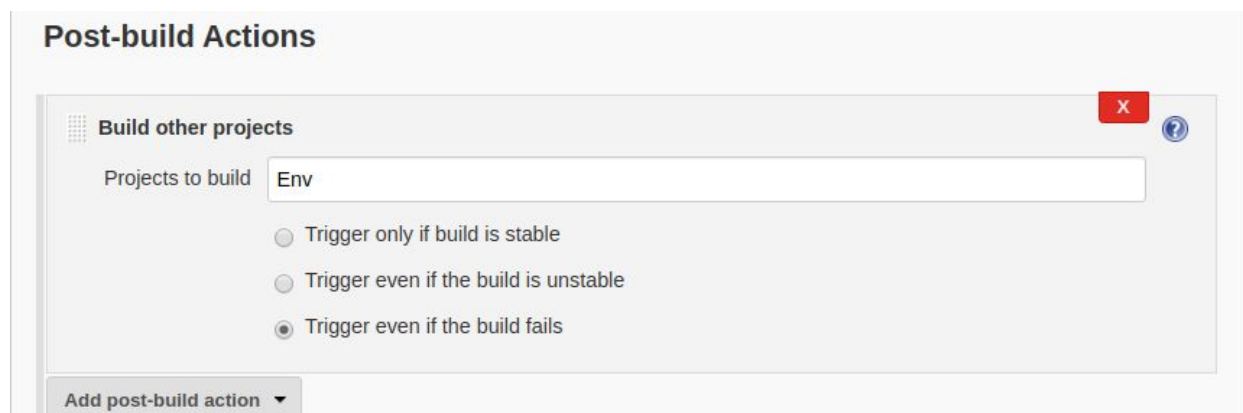 Post-build Actions
X
Build other projects
?
Projects to build Env
Trigger only if build is stable
Trigger even if the build is unstable
Trigger even if the build fails
Add post-build action